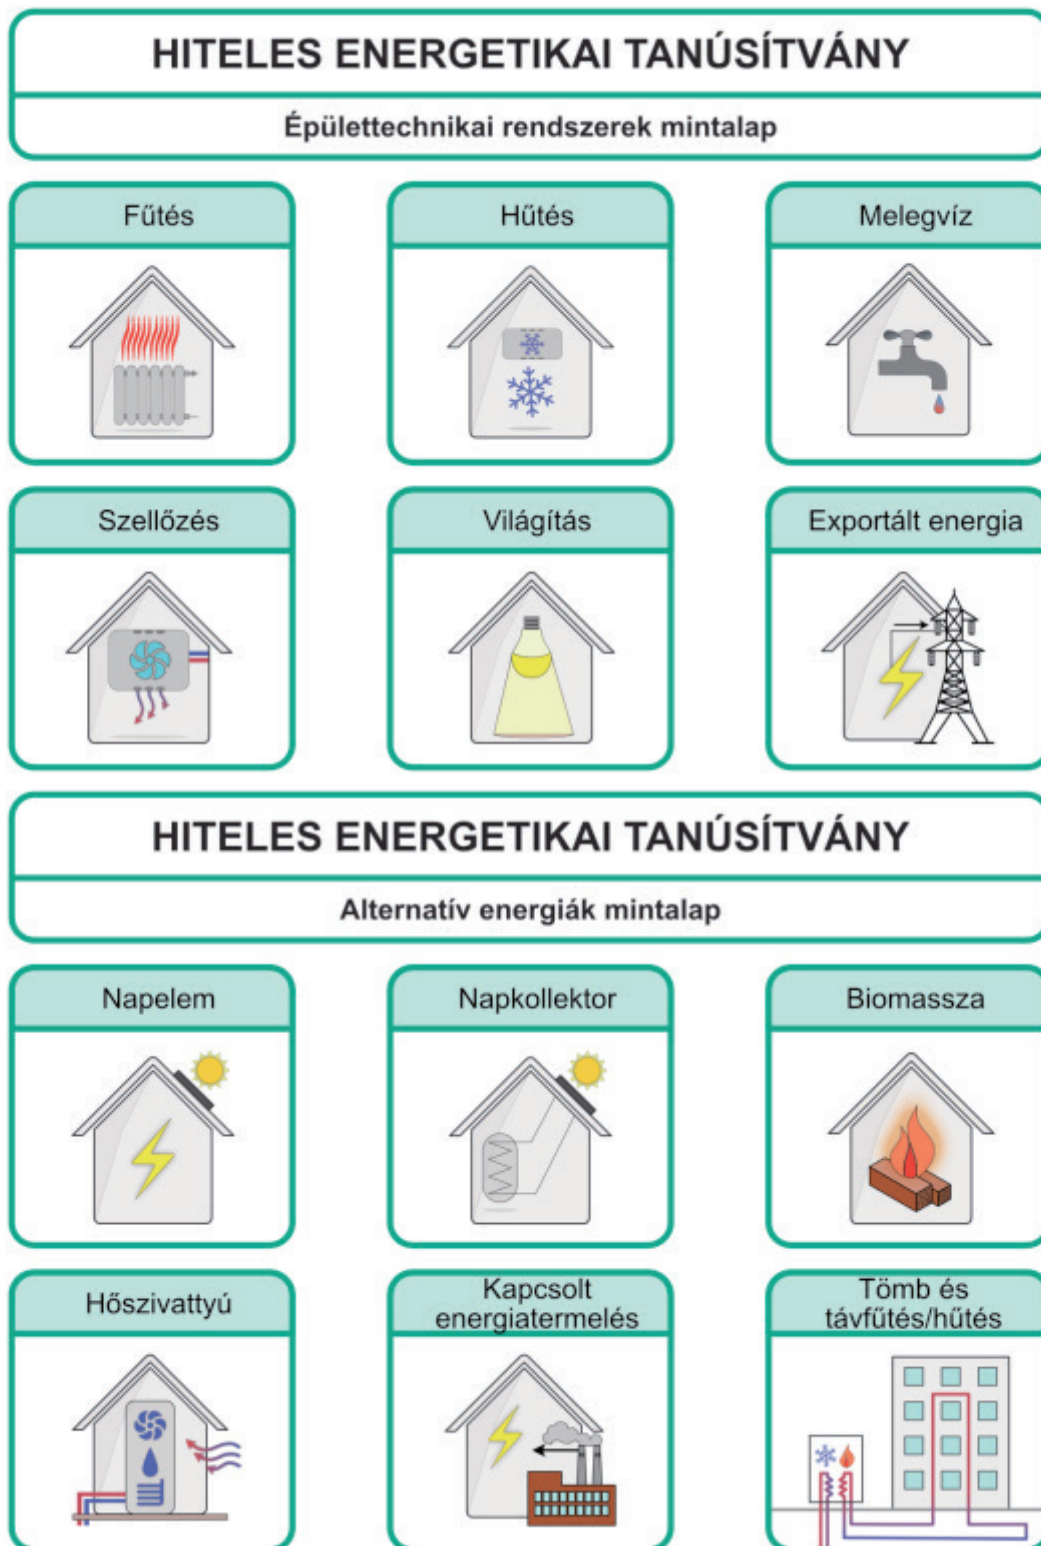 HITELES ENERGETIKAI TANÚSÍTVÁNY
Épülettechnikai rendszerek mintalap
Fűtés
Hűtés
Melegvíz
Szellőzés
Világítás
Exportált energia
HITELES ENERGETIKAI TANÚSÍTVÁNY
Alternatív energiák mintalap
Napelem
Napkollektor
Biomassza
Hőszivattyú
Kapcsolt
energiatermelés
Tömb és
távfűtés/hűtés